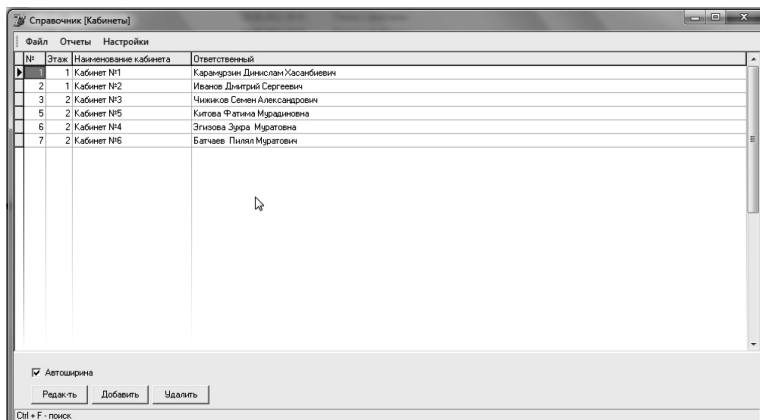 Справочник [Кабинеты]
Файл Отчеты Настройки
№ Этаж Наименование кабинета Ответственный
1 1 Кабинет №1 Карамурзин Динислам Хасанбиевич
2 1 Кабинет №2 Иванов Дмитрий Сергеевич
3 2 Кабинет №3 Чижиков Семен Александрович
5 2 Кабинет №5 Китова Фатима Мурадиновна
6 2 Кабинет №4 Эгизова Зухра Муратовна
7 2 Кабинет №6 Батчаев Пилял Муратович
Автоширина
Редак-ть Добавить Удалить
Ctrl + F - поиск